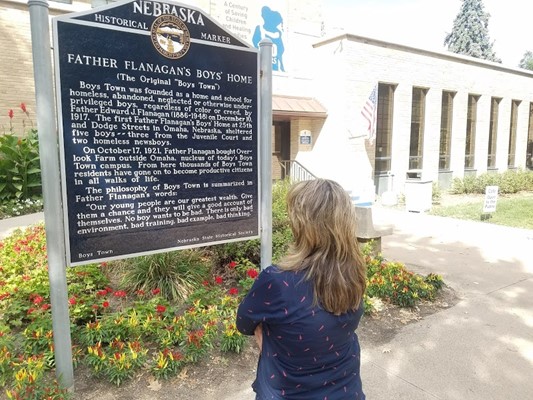 NEBRASKA
HISTORICAL MARKER
FATHER FLANAGAN'S BOYS' HOME
(The Original "Boys Town")
Boys Town was founded as a home and school for
homeless, abandoned, neglected or otherwise under-
privileged boys, regardless of color or creed, by
Father Edward J. Flanagan (1886-1948) on December 10,
1917. The first Father Flanagan's Boys' Home at 25th
and Dodge Streets in Omaha, Nebraska, sheltered
five boys -- three from the Juvenile Court and
two homeless newsboys.
On October 17, 1921, Father Flanagan bought Over-
look Farm outside Omaha, nucleus of today's Boys
Town campus. From here thousands of Boys Town
residents have gone on to become productive citizens
in all walks of life.
The philosophy of Boys Town is summarized in
Father Flanagan's words:
"Our young people are our greatest wealth. Give
them a chance and they will give a good account of
themselves. No boy wants to be bad. There is only bad
environment, bad training, bad example, bad thinking."
Boys Town
Nebraska State Historical Society
A Century
of Saving
Children
and Healing